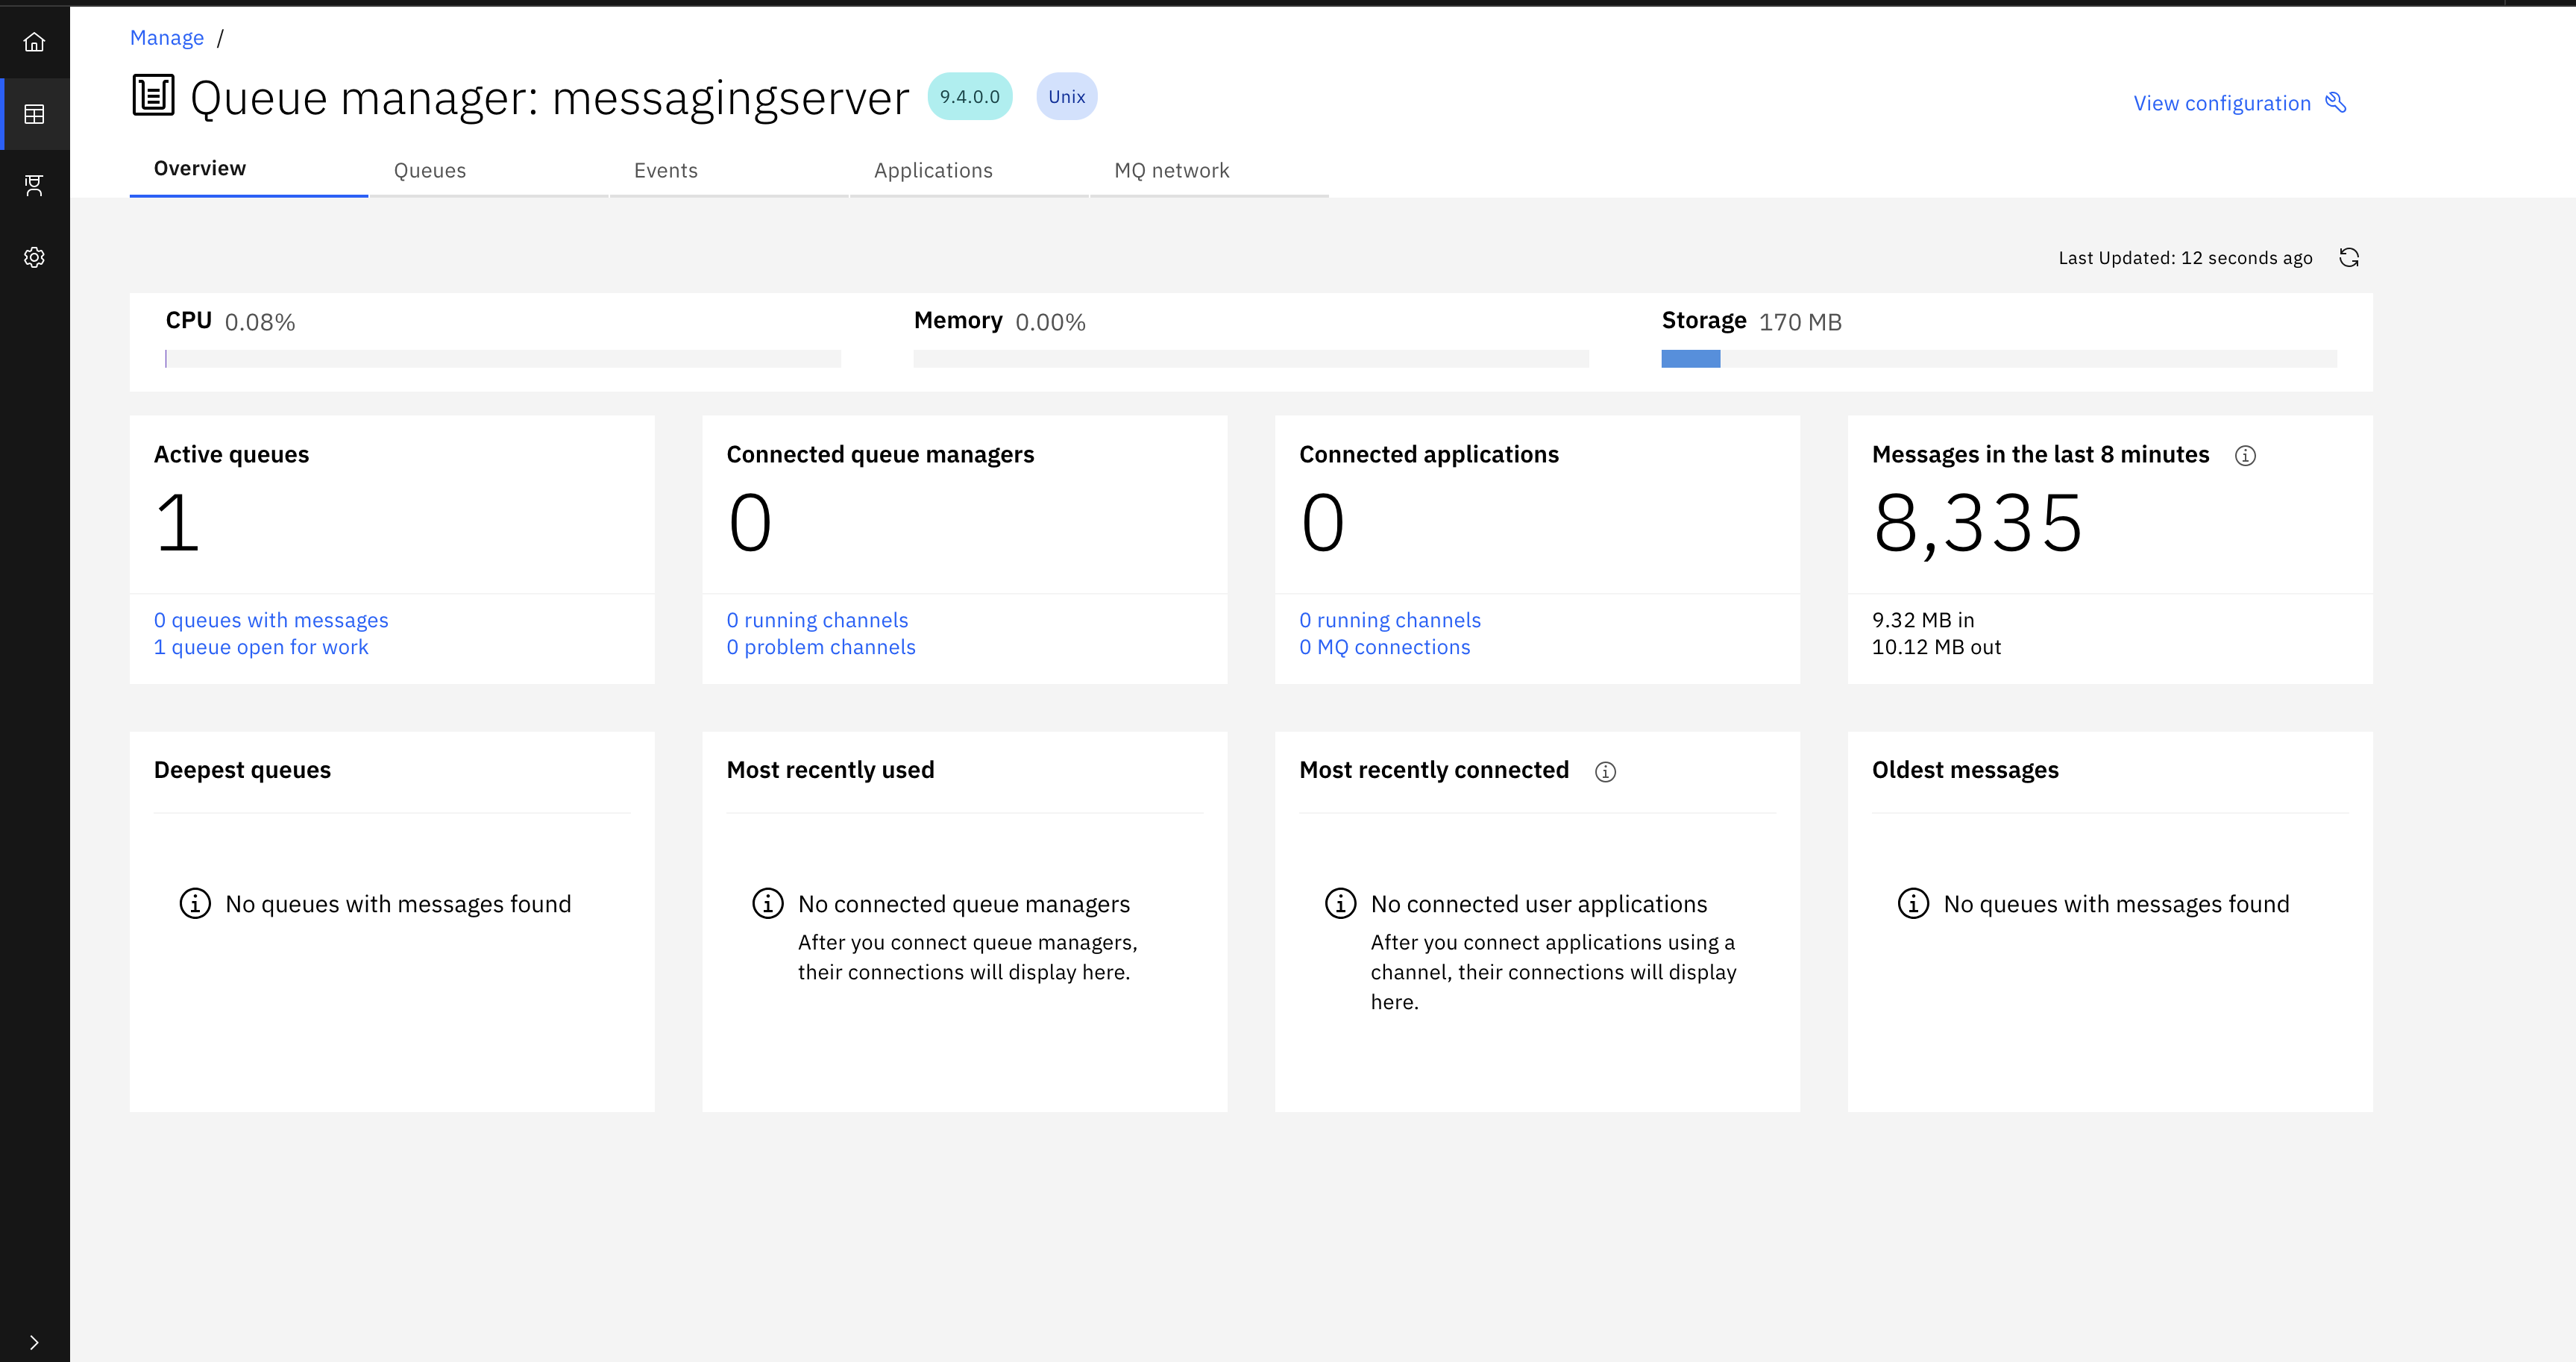 Manage /
Queue manager: messagingserver 9.4.0.0 Unix
View configuration
Overview Queues Events Applications MQ network
Last Updated: 12 seconds ago
CPU 0.08% Memory 0.00% Storage 170 MB
Active queues
1
0 queues with messages
1 queue open for work
Connected queue managers
0
0 running channels
0 problem channels
Connected applications
0
0 running channels
0 MQ connections
Messages in the last 8 minutes
8,335
9.32 MB in
10.12 MB out
Deepest queues
No queues with messages found
Most recently used
No connected queue managers
After you connect queue managers,
their connections will display here.
Most recently connected
No connected user applications
After you connect applications using a
channel, their connections will display
here.
Oldest messages
No queues with messages found